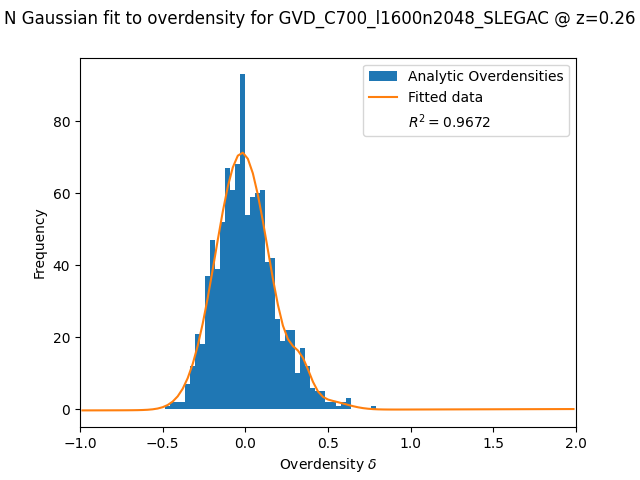 N Gaussian fit to overdensity for GVD_C700_l1600n2048_SLEGAC @ z=0.26
Analytic Overdensities
Fitted data
R² = 0.9672
Frequency
80
60
40
20
0
−1.0 −0.5 0.0 0.5 1.0 1.5 2.0
Overdensity δ